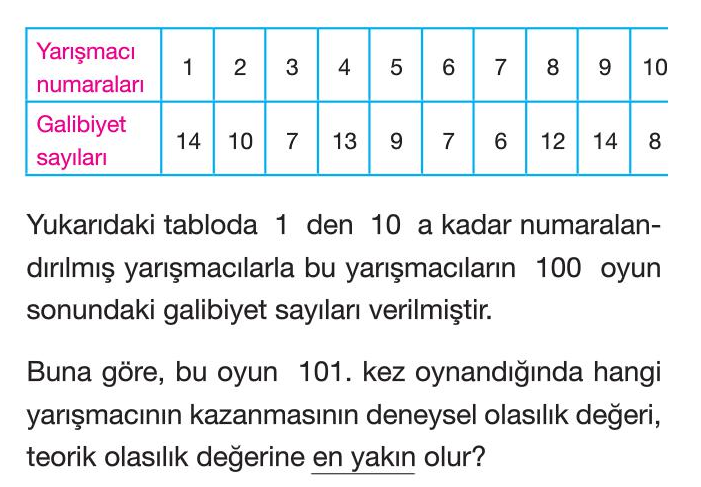 Yarışmacı numaraları 1 2 3 4 5 6 7 8 9 10
Galibiyet sayıları 14 10 7 13 9 7 6 12 14 8
Yukarıdaki tabloda 1 den 10 a kadar numaralan-
dırılmış yarışmacılarla bu yarışmacıların 100 oyun
sonundaki galibiyet sayıları verilmiştir.
Buna göre, bu oyun 101. kez oynandığında hangi
yarışmacının kazanmasının deneysel olasılık değeri,
teorik olasılık değerine en yakın olur?